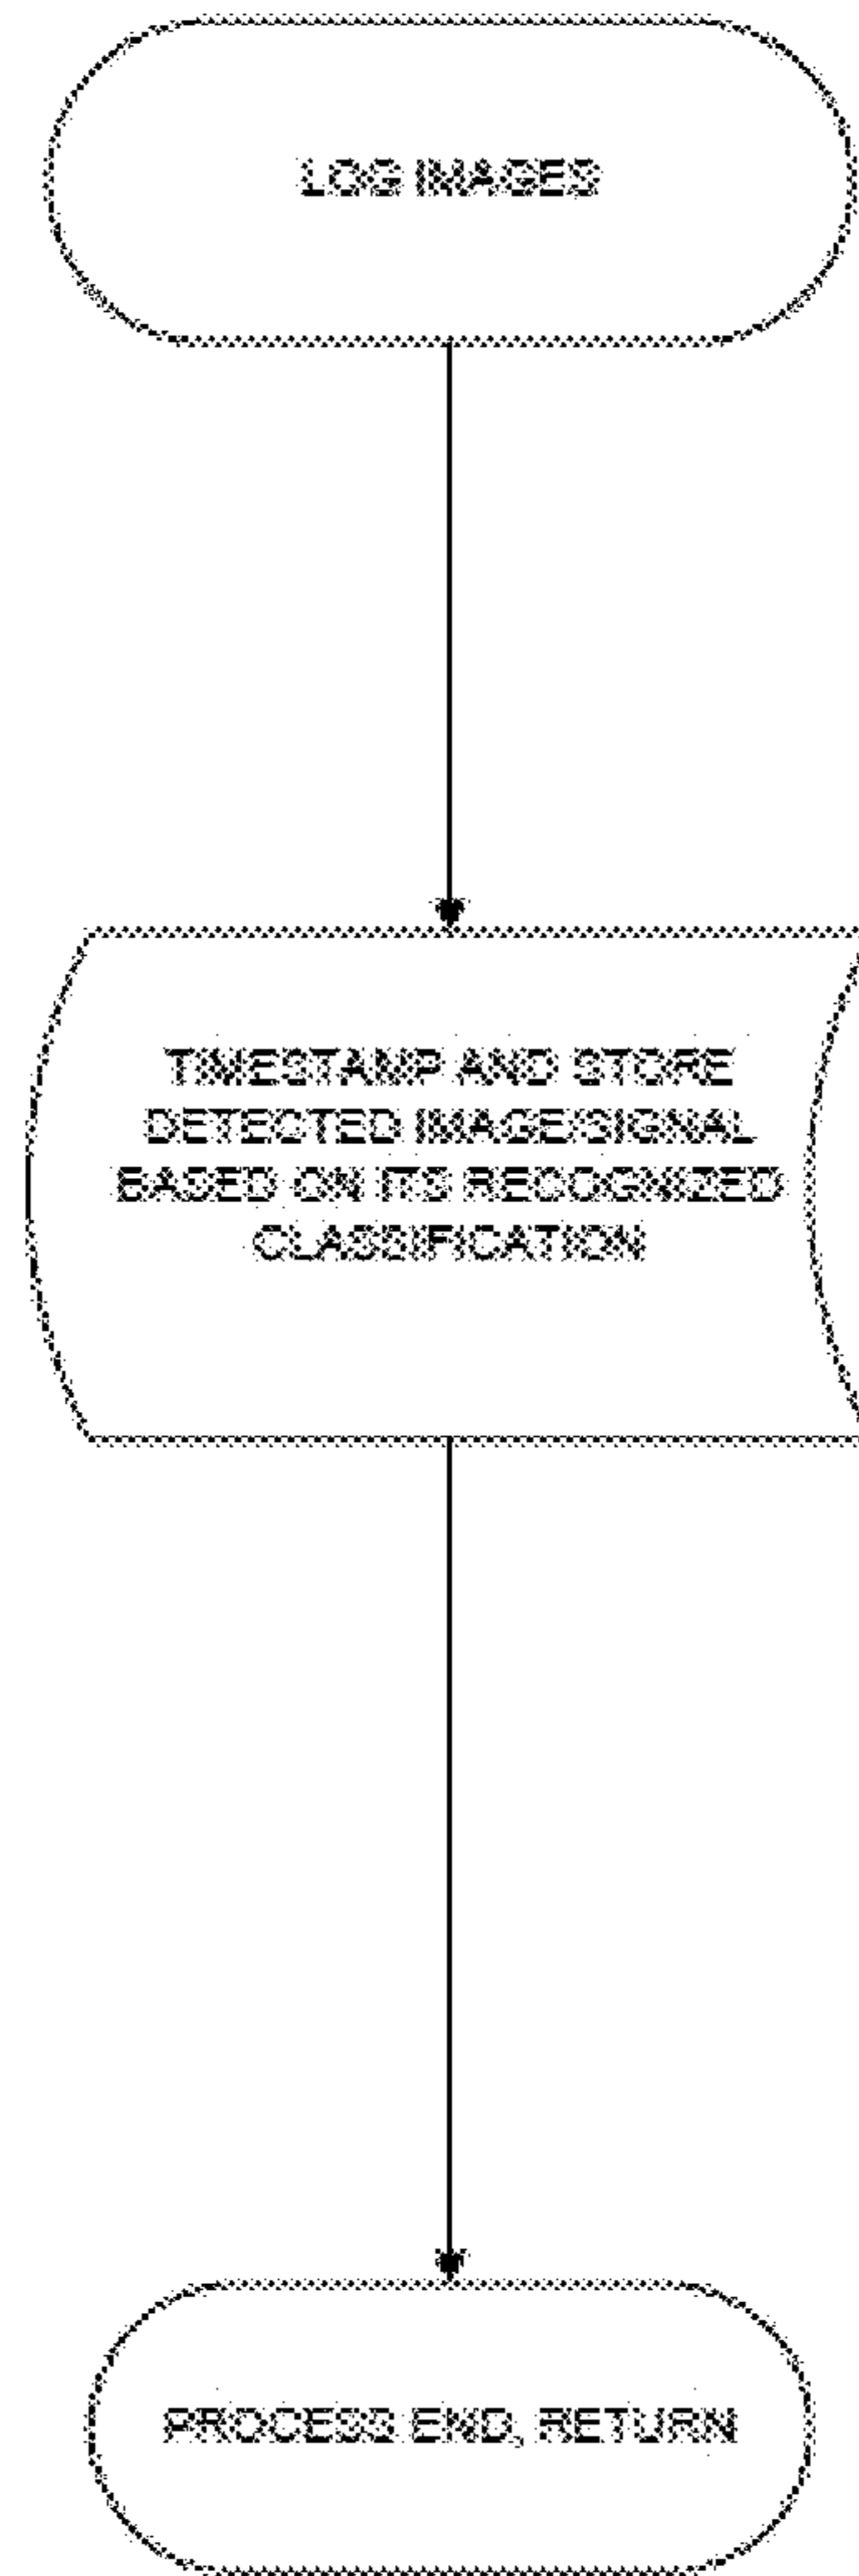 LOG IMAGES
TIMESTAMP AND STORE
DETECTED IMAGE/SIGNAL
BASED ON ITS RECOGNIZED
CLASSIFICATION
PROCESS END, RETURN